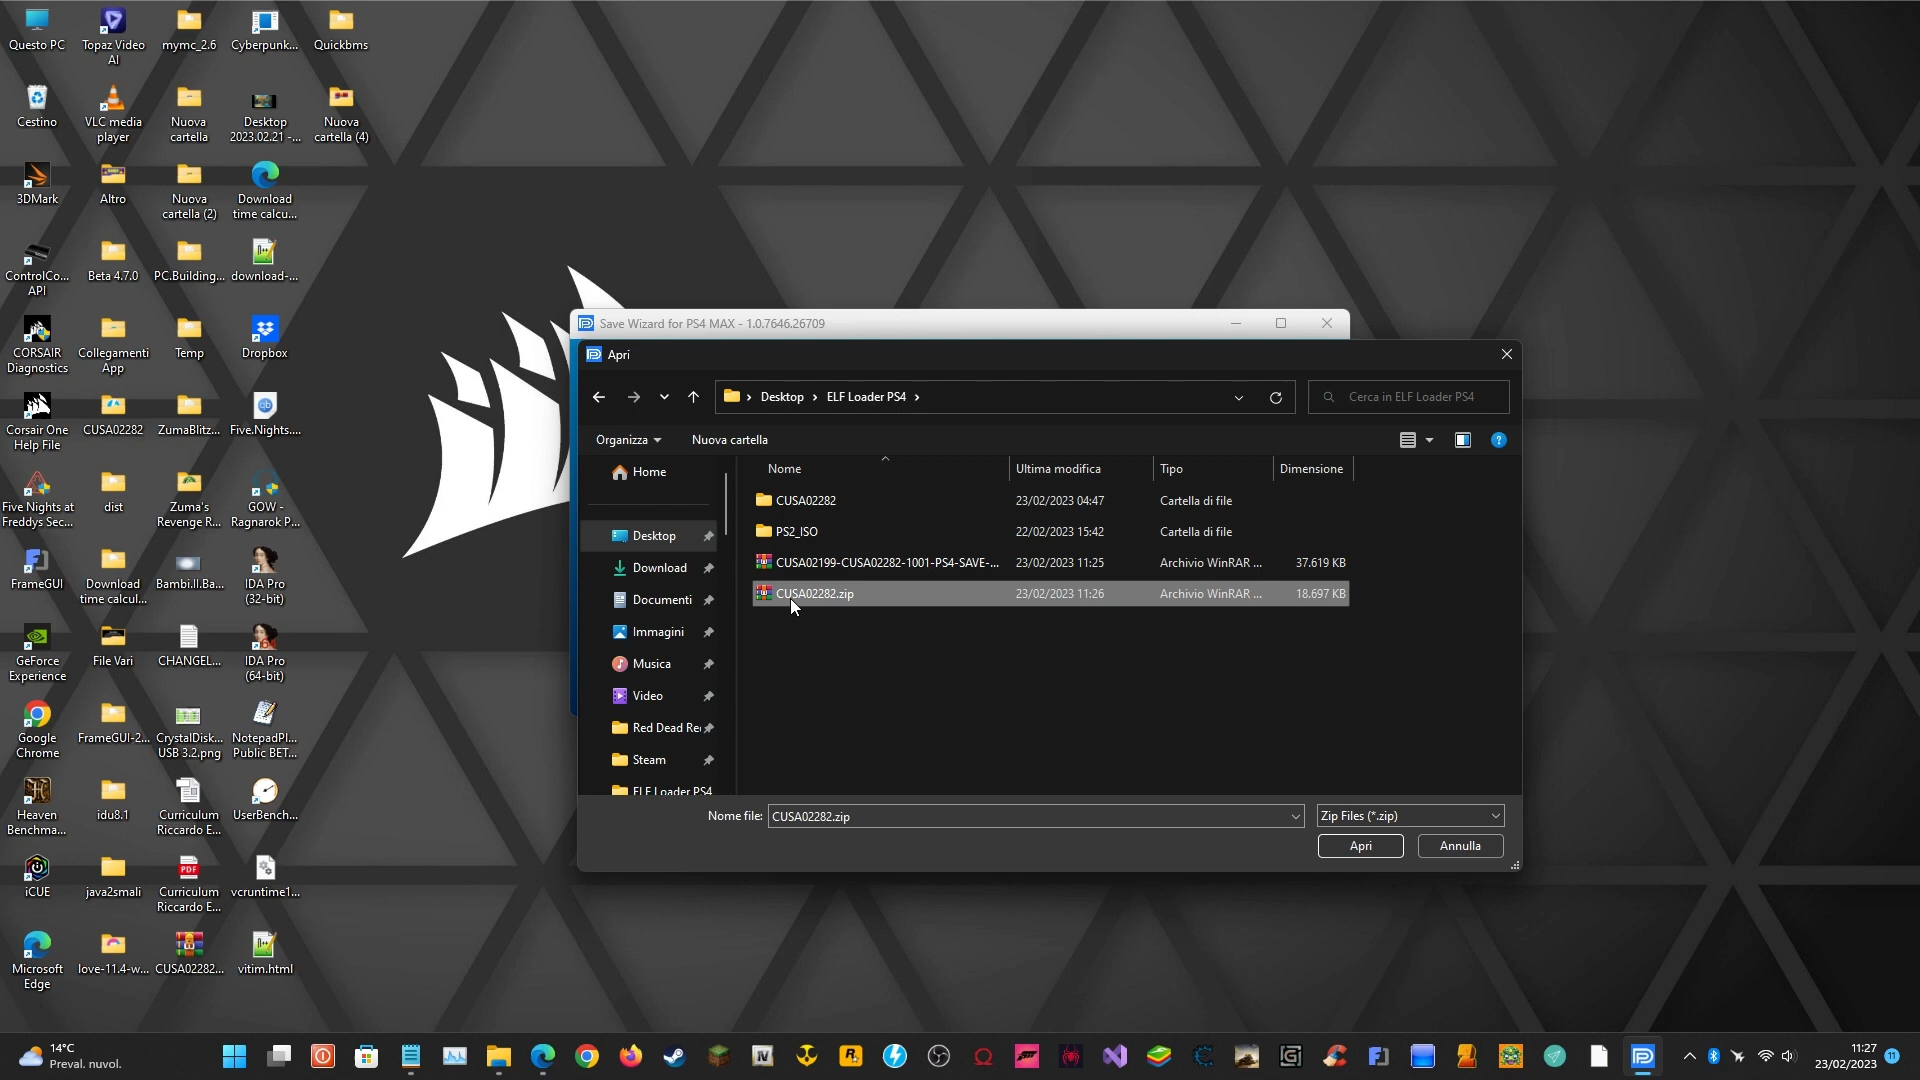 Questo PC
Topaz Video
AI
mymc_2.6
Cyberpunk...
Quickbms
Cestino
VLC media
player
Nuova
cartella
Desktop
2023.02.21 -...
Nuova
cartella (4)
3DMark
Altro
Nuova
cartella (2)
Download
time calcu...
ControlCo...
API
Beta 4.7.0
PC.Building...
download-...
CORSAIR
Diagnostics
Collegamenti
App
Temp
Dropbox
Corsair One
Help File
CUSA02282
ZumaBlitz...
Five.Nights....
Five Nights at
Freddys Sec...
dist
Zuma's
Revenge R...
GOW -
Ragnarok P...
FrameGUI
Download
time calcul...
Bambi.II.Ba...
IDA Pro
(32-bit)
GeForce
Experience
File Vari
CHANGEL...
IDA Pro
(64-bit)
Google
Chrome
FrameGUI-2...
CrystalDisk...
USB 3.2.png
NotepadPl...
Public BET...
Heaven
Benchma...
idu8.1
Curriculum
Riccardo E...
UserBench...
iCUE
java2smali
Curriculum
Riccardo E...
vcruntime1...
Microsoft
Edge
love-11.4-w...
CUSA02282...
vitim.html
Save Wizard for PS4 MAX - 1.0.7646.26709
Apri
Desktop > ELF Loader PS4 >
Cerca in ELF Loader PS4
Organizza
Nuova cartella
Home
Desktop
Download
Documenti
Immagini
Musica
Video
Red Dead Re
Steam
ELF Loader PS4
Nome Ultima modifica Tipo Dimensione
CUSA02282 23/02/2023 04:47 Cartella di file
PS2_ISO 22/02/2023 15:42 Cartella di file
CUSA02199-CUSA02282-1001-PS4-SAVE-... 23/02/2023 11:25 Archivio WinRAR ... 37.619 KB
CUSA02282.zip 23/02/2023 11:26 Archivio WinRAR ... 18.697 KB
Nome file: CUSA02282.zip
Zip Files (*.zip)
Apri
Annulla
14°C
Preval. nuvol.
11:27
23/02/2023
11